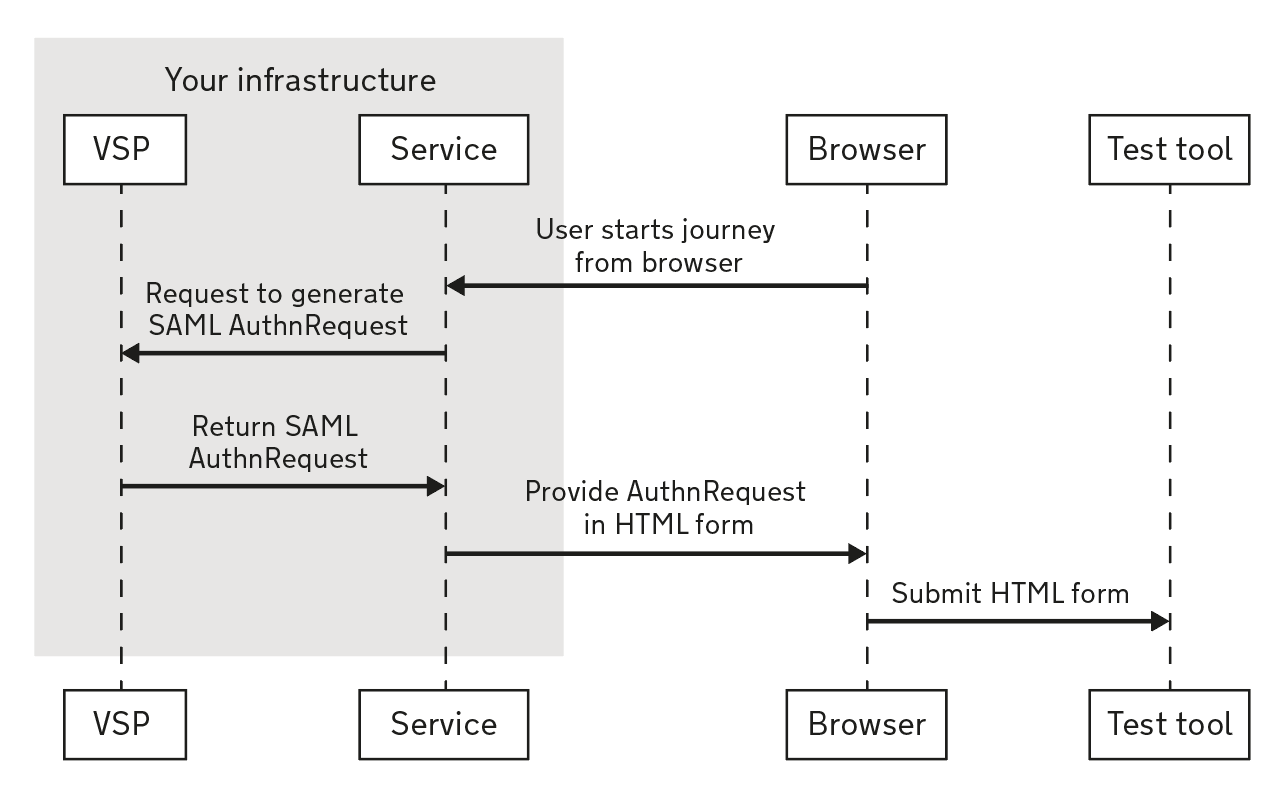 Your infrastructure
VSP
Service
Browser
Test tool
User starts journey
from browser
Request to generate
SAML AuthnRequest
Return SAML
AuthnRequest
Provide AuthnRequest
in HTML form
Submit HTML form
VSP
Service
Browser
Test tool